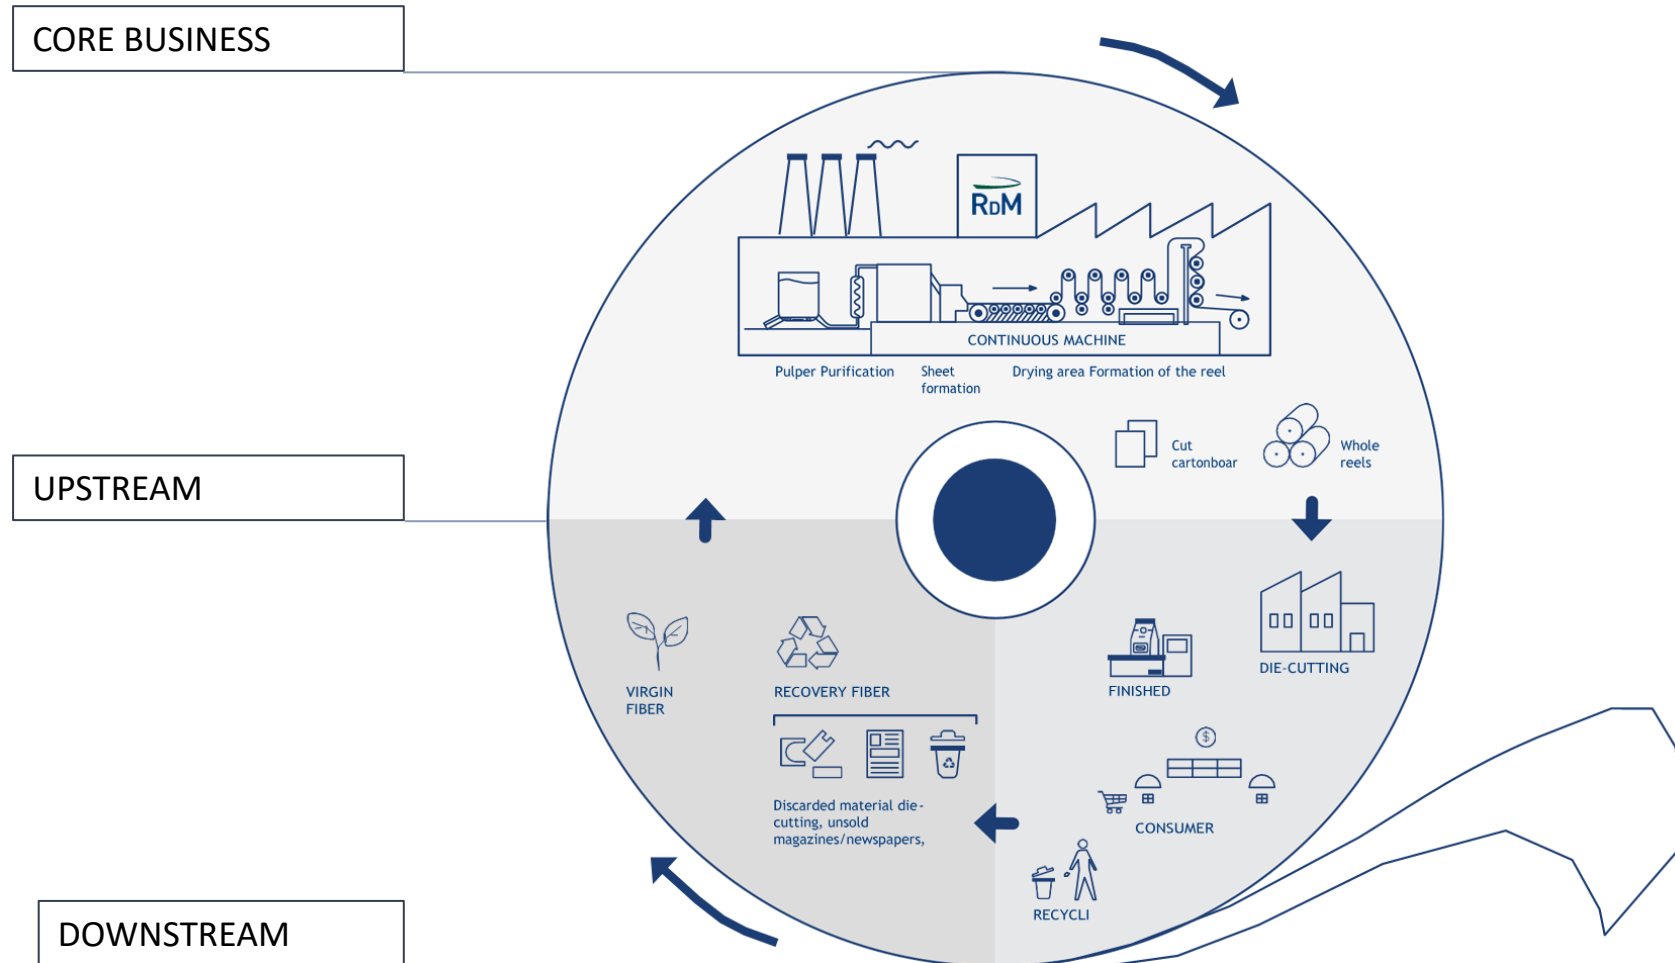 CORE BUSINESS
RDM
CONTINUOUS MACHINE
Pulper Purification
Sheet
formation
Drying area Formation of the reel
Cut
cartonboar
Whole
reels
UPSTREAM
VIRGIN
FIBER
RECOVERY FIBER
Discarded material die-
cutting, unsold
magazines/newspapers,
FINISHED
DIE-CUTTING
$
CONSUMER
RECYCLI
DOWNSTREAM